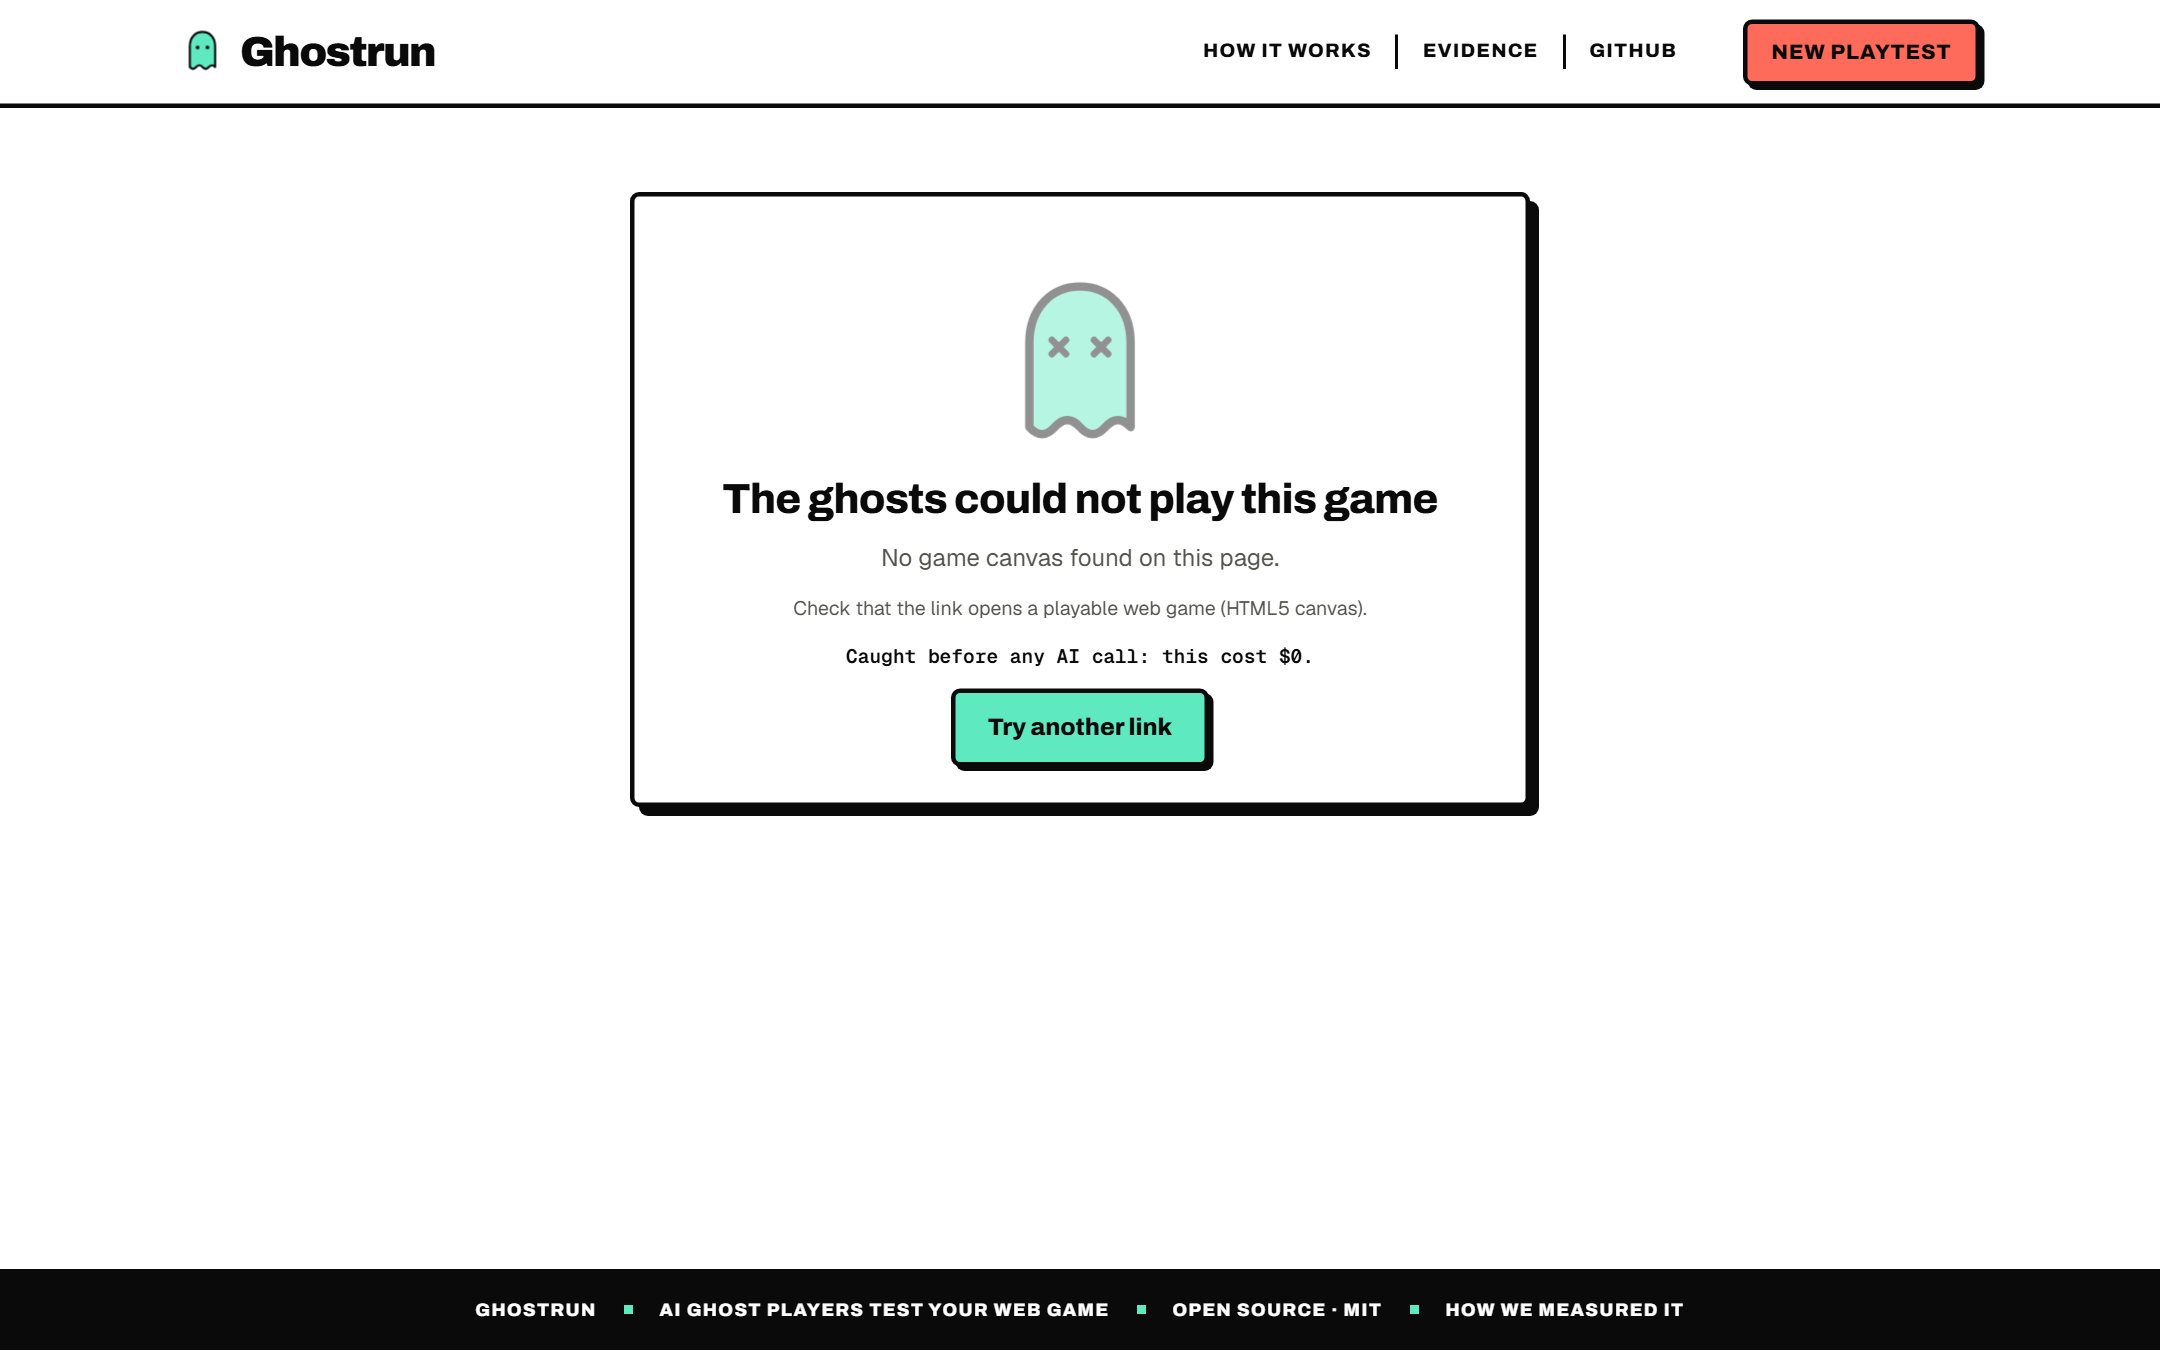 Ghostrun
HOW IT WORKS
EVIDENCE
GITHUB
NEW PLAYTEST
The ghosts could not play this game
No game canvas found on this page.
Check that the link opens a playable web game (HTML5 canvas).
Caught before any AI call: this cost $0.
Try another link
GHOSTRUN
AI GHOST PLAYERS TEST YOUR WEB GAME
OPEN SOURCE · MIT
HOW WE MEASURED IT